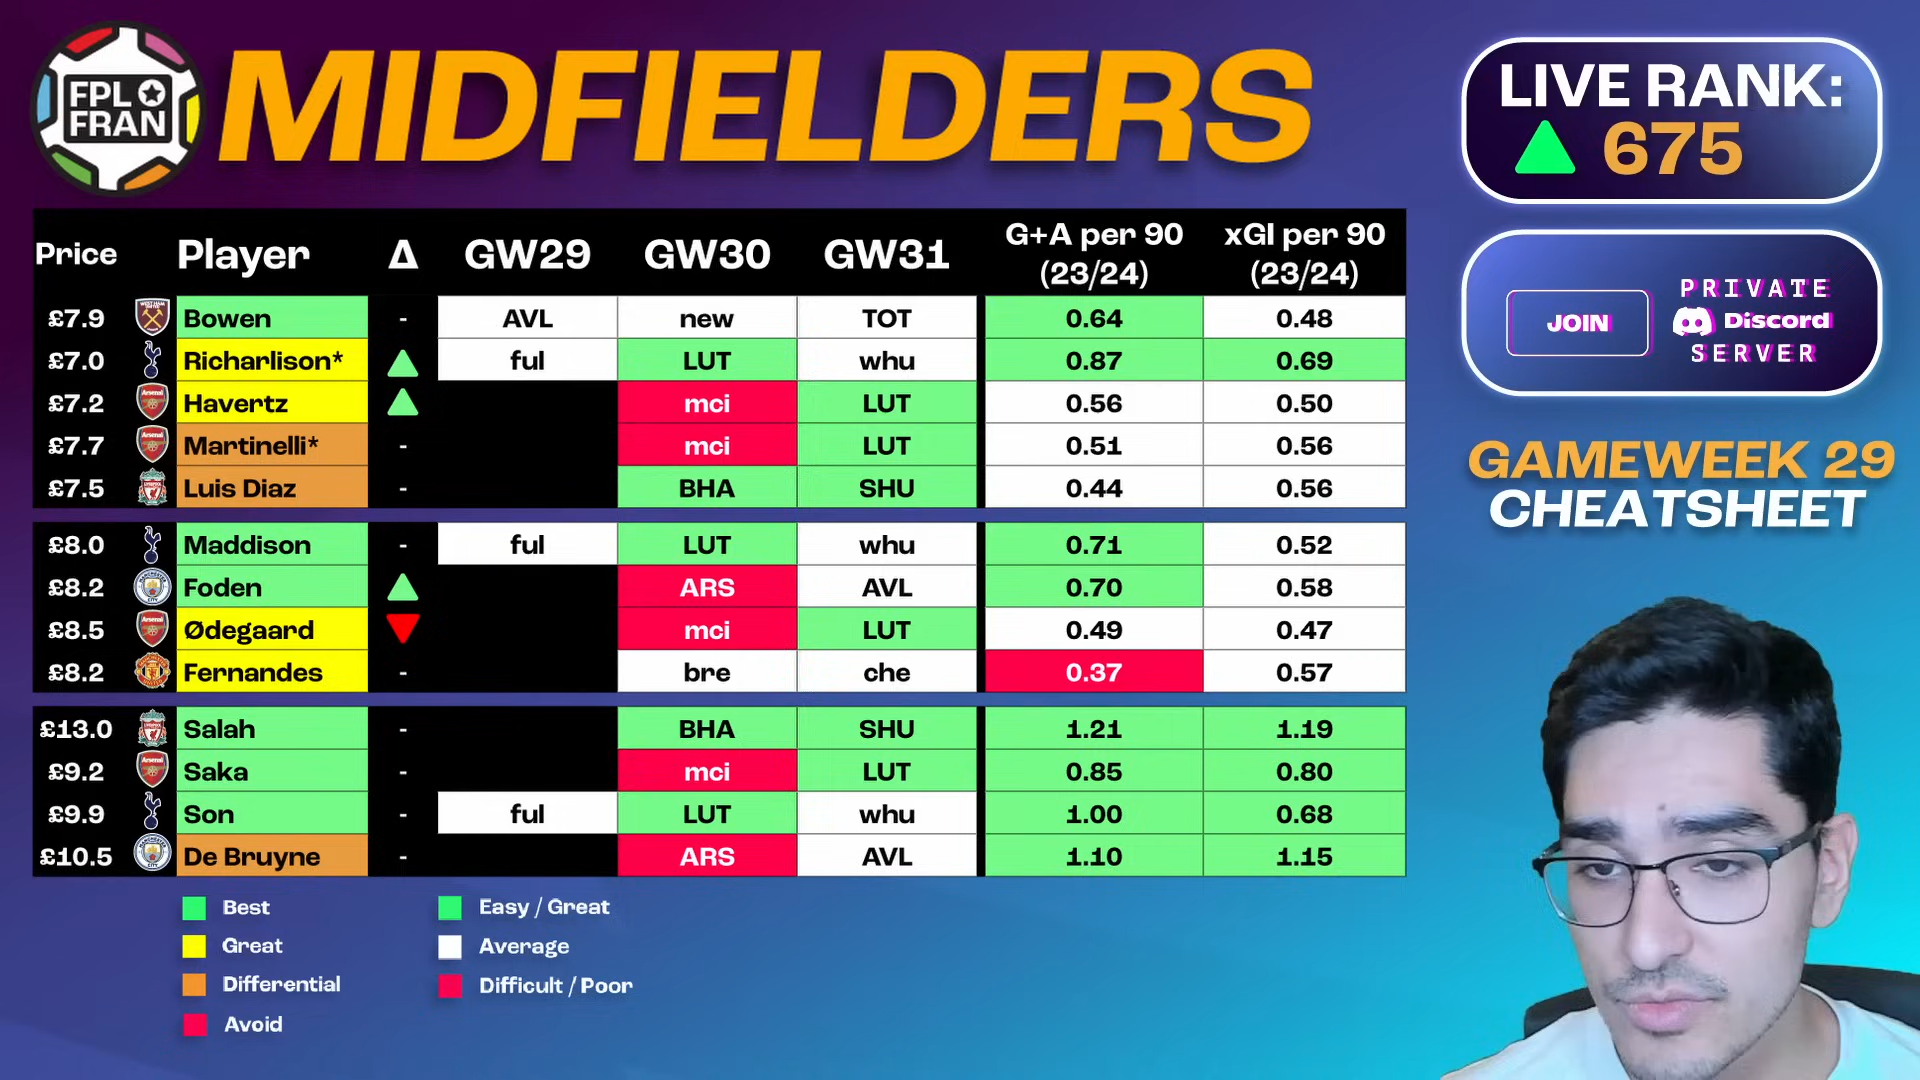 FPL
FRAN
MIDFIELDERS
LIVE RANK:
675
JOIN
PRIVATE
Discord
SERVER
GAMEWEEK 29
CHEATSHEET
Price Player Δ GW29 GW30 GW31 G+A per 90 (23/24) xGI per 90 (23/24)
£7.9 Bowen - AVL new TOT 0.64 0.48
£7.0 Richarlison* ful LUT whu 0.87 0.69
£7.2 Havertz mci LUT 0.56 0.50
£7.7 Martinelli* - mci LUT 0.51 0.56
£7.5 Luis Diaz - BHA SHU 0.44 0.56
£8.0 Maddison - ful LUT whu 0.71 0.52
£8.2 Foden ARS AVL 0.70 0.58
£8.5 Ødegaard mci LUT 0.49 0.47
£8.2 Fernandes - bre che 0.37 0.57
£13.0 Salah - BHA SHU 1.21 1.19
£9.2 Saka - mci LUT 0.85 0.80
£9.9 Son - ful LUT whu 1.00 0.68
£10.5 De Bruyne - ARS AVL 1.10 1.15
Best Easy / Great
Great Average
Differential Difficult / Poor
Avoid